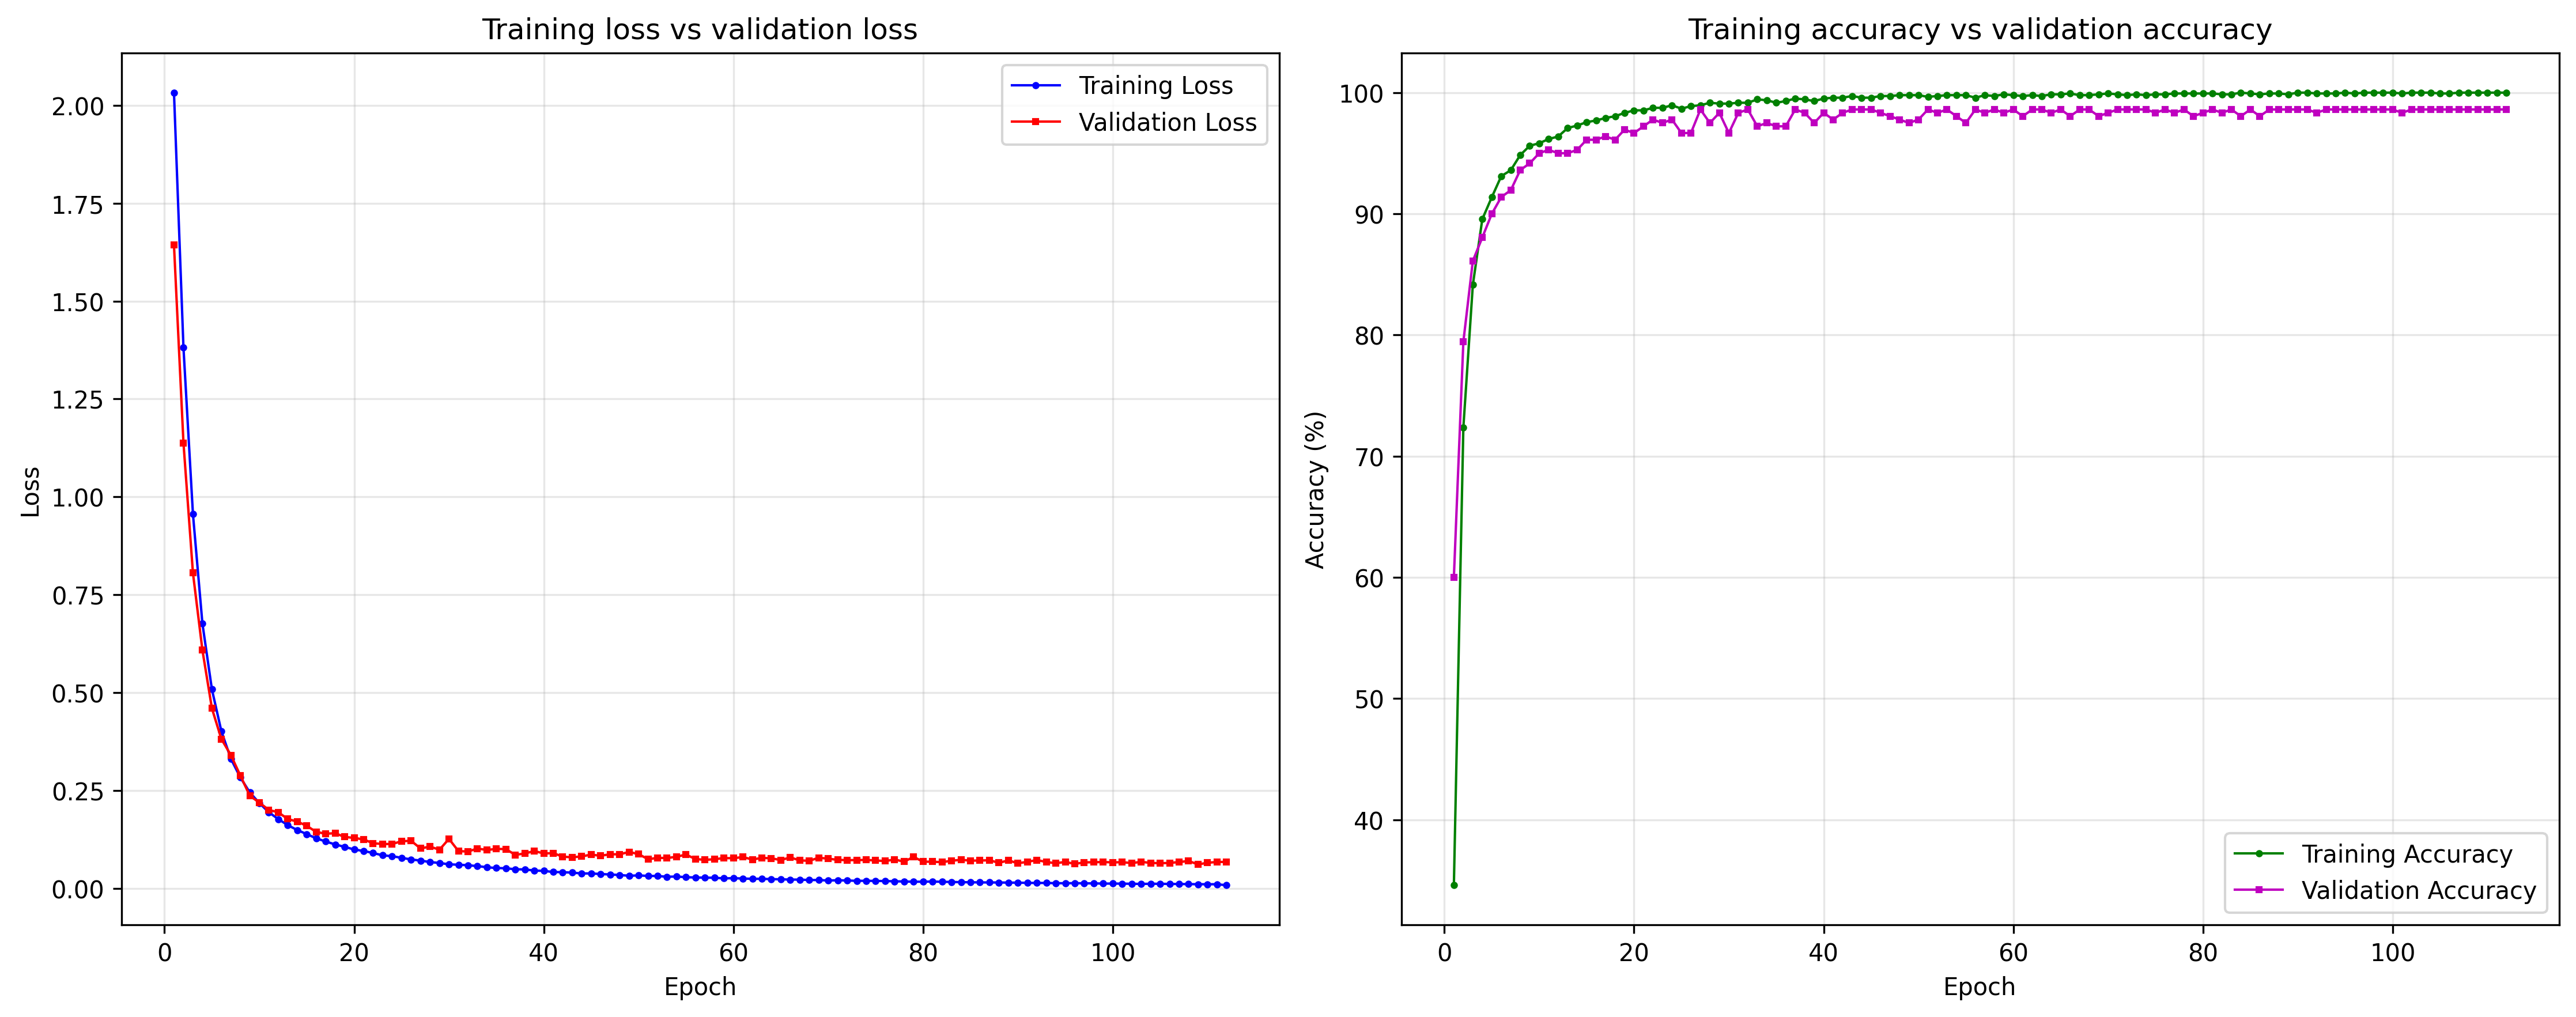 Training loss vs validation loss
Training Loss
Validation Loss
2.00
1.75
1.50
1.25
1.00
0.75
0.50
0.25
0.00
Loss
0 20 40 60 80 100
Epoch
Training accuracy vs validation accuracy
100
90
80
70
60
50
40
Accuracy (%)
Training Accuracy
Validation Accuracy
0 20 40 60 80 100
Epoch